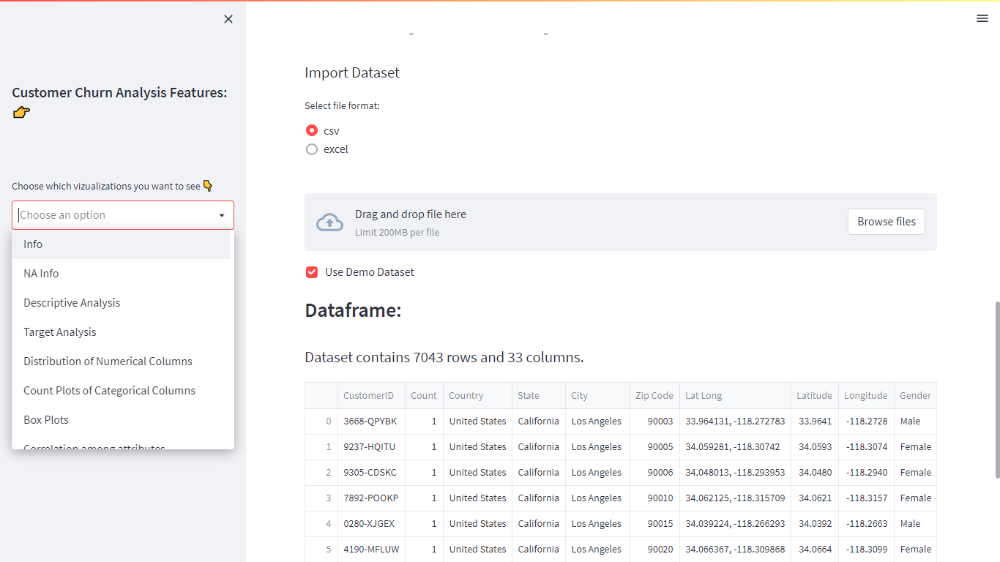 Customer Churn Analysis Features:
👉
Choose which vizualizations you want to see 👇
Choose an option
Info
NA Info
Descriptive Analysis
Target Analysis
Distribution of Numerical Columns
Count Plots of Categorical Columns
Box Plots
Correlation among attributes
Import Dataset
Select file format:
csv
excel
Drag and drop file here
Limit 200MB per file
Browse files
Use Demo Dataset
Dataframe:
Dataset contains 7043 rows and 33 columns.
CustomerID Count Country State City Zip Code Lat Long Latitude Longitude Gender
0 3668-QPYBK 1 United States California Los Angeles 90003 33.964131, -118.272783 33.9641 -118.2728 Male
1 9237-HQITU 1 United States California Los Angeles 90005 34.059281, -118.30742 34.0593 -118.3074 Female
2 9305-CDSKC 1 United States California Los Angeles 90006 34.048013, -118.293953 34.0480 -118.2940 Female
3 7892-POOKP 1 United States California Los Angeles 90010 34.062125, -118.315709 34.0621 -118.3157 Female
4 0280-XJGEX 1 United States California Los Angeles 90015 34.039224, -118.266293 34.0392 -118.2663 Male
5 4190-MFLUW 1 United States California Los Angeles 90020 34.066367, -118.309868 34.0664 -118.3099 Female